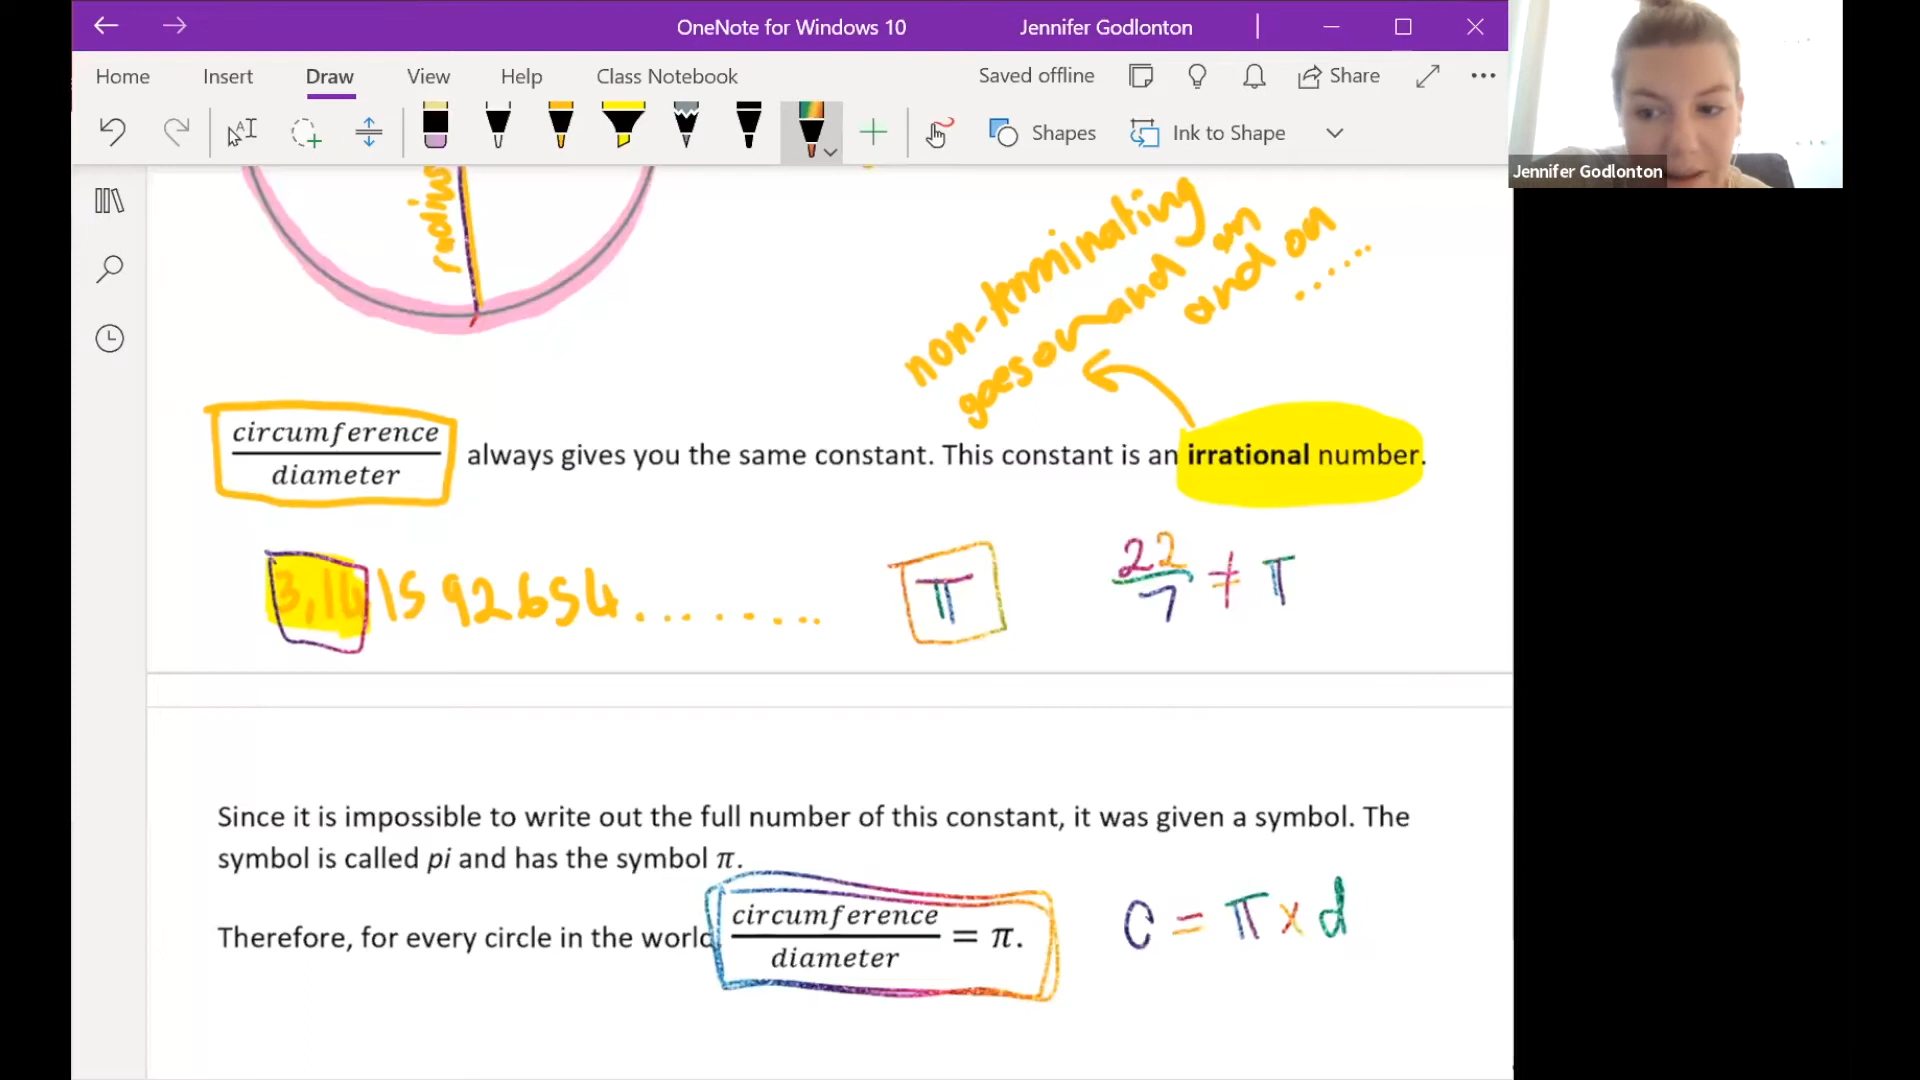 OneNote for Windows 10
Jennifer Godlonton
Home Insert Draw View Help Class Notebook
Saved offline
Share
Shapes
Ink to Shape
Jennifer Godlonton
radius
non-terminating
goes on and on
and on
......
circumference
diameter
always gives you the same constant. This constant is an irrational number.
3,141592654........
π
22
7
≠ π
Since it is impossible to write out the full number of this constant, it was given a symbol. The
symbol is called pi and has the symbol π.
Therefore, for every circle in the world
circumference
diameter
= π.
C = π x d